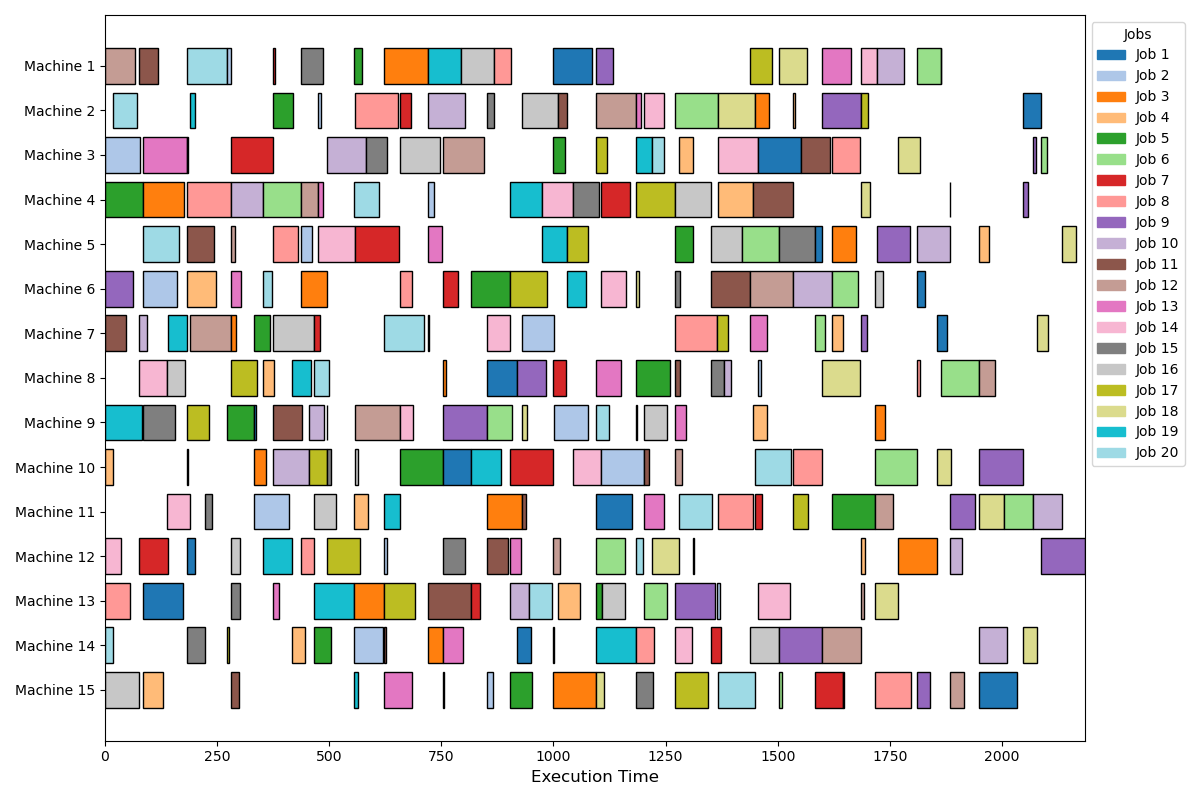 Machine 1
Machine 2
Machine 3
Machine 4
Machine 5
Machine 6
Machine 7
Machine 8
Machine 9
Machine 10
Machine 11
Machine 12
Machine 13
Machine 14
Machine 15
0 250 500 750 1000 1250 1500 1750 2000
Execution Time
Jobs
Job 1
Job 2
Job 3
Job 4
Job 5
Job 6
Job 7
Job 8
Job 9
Job 10
Job 11
Job 12
Job 13
Job 14
Job 15
Job 16
Job 17
Job 18
Job 19
Job 20